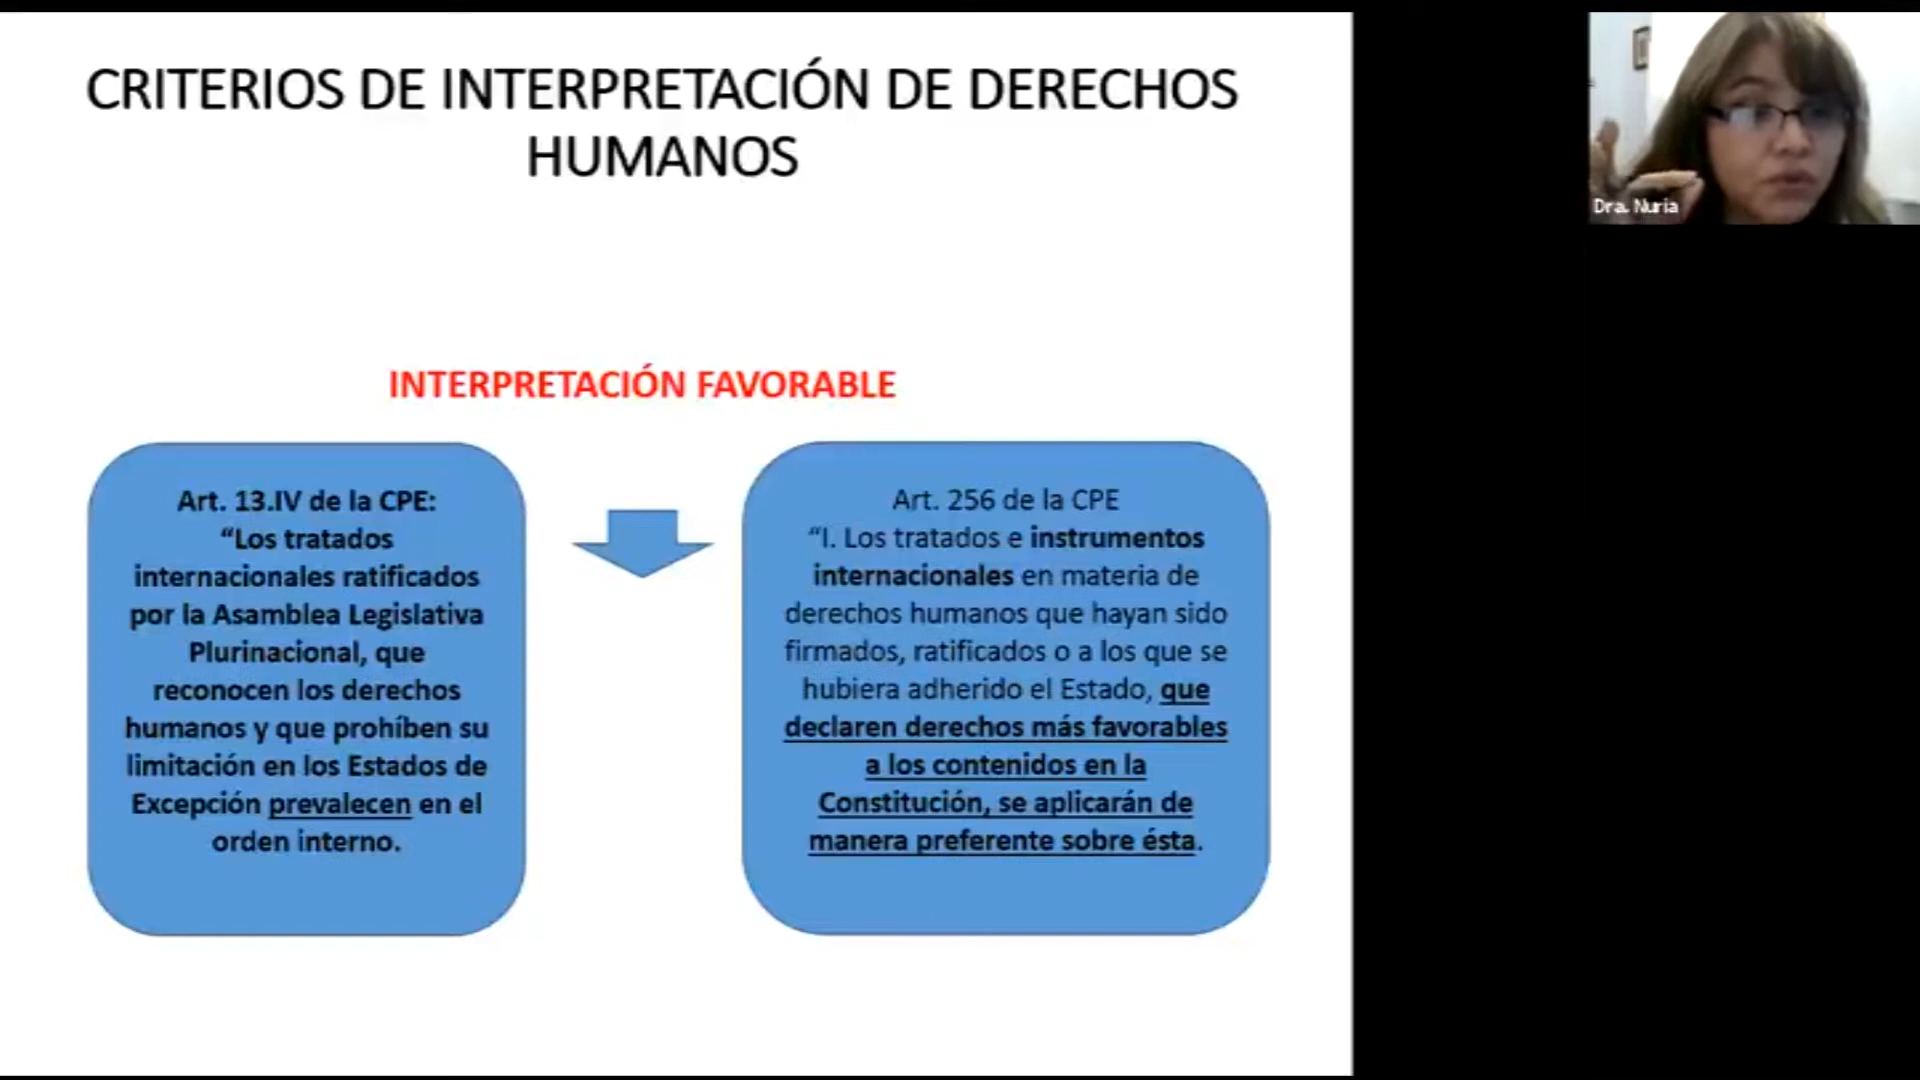 CRITERIOS DE INTERPRETACIÓN DE DERECHOS
HUMANOS
INTERPRETACIÓN FAVORABLE
Art. 13.IV de la CPE:
“Los tratados
internacionales ratificados
por la Asamblea Legislativa
Plurinacional, que
reconocen los derechos
humanos y que prohíben su
limitación en los Estados de
Excepción prevalecen en el
orden interno.
Art. 256 de la CPE
“I. Los tratados e instrumentos
internacionales en materia de
derechos humanos que hayan sido
firmados, ratificados o a los que se
hubiera adherido el Estado, que
declaren derechos más favorables
a los contenidos en la
Constitución, se aplicarán de
manera preferente sobre ésta.
Dra. Nuria